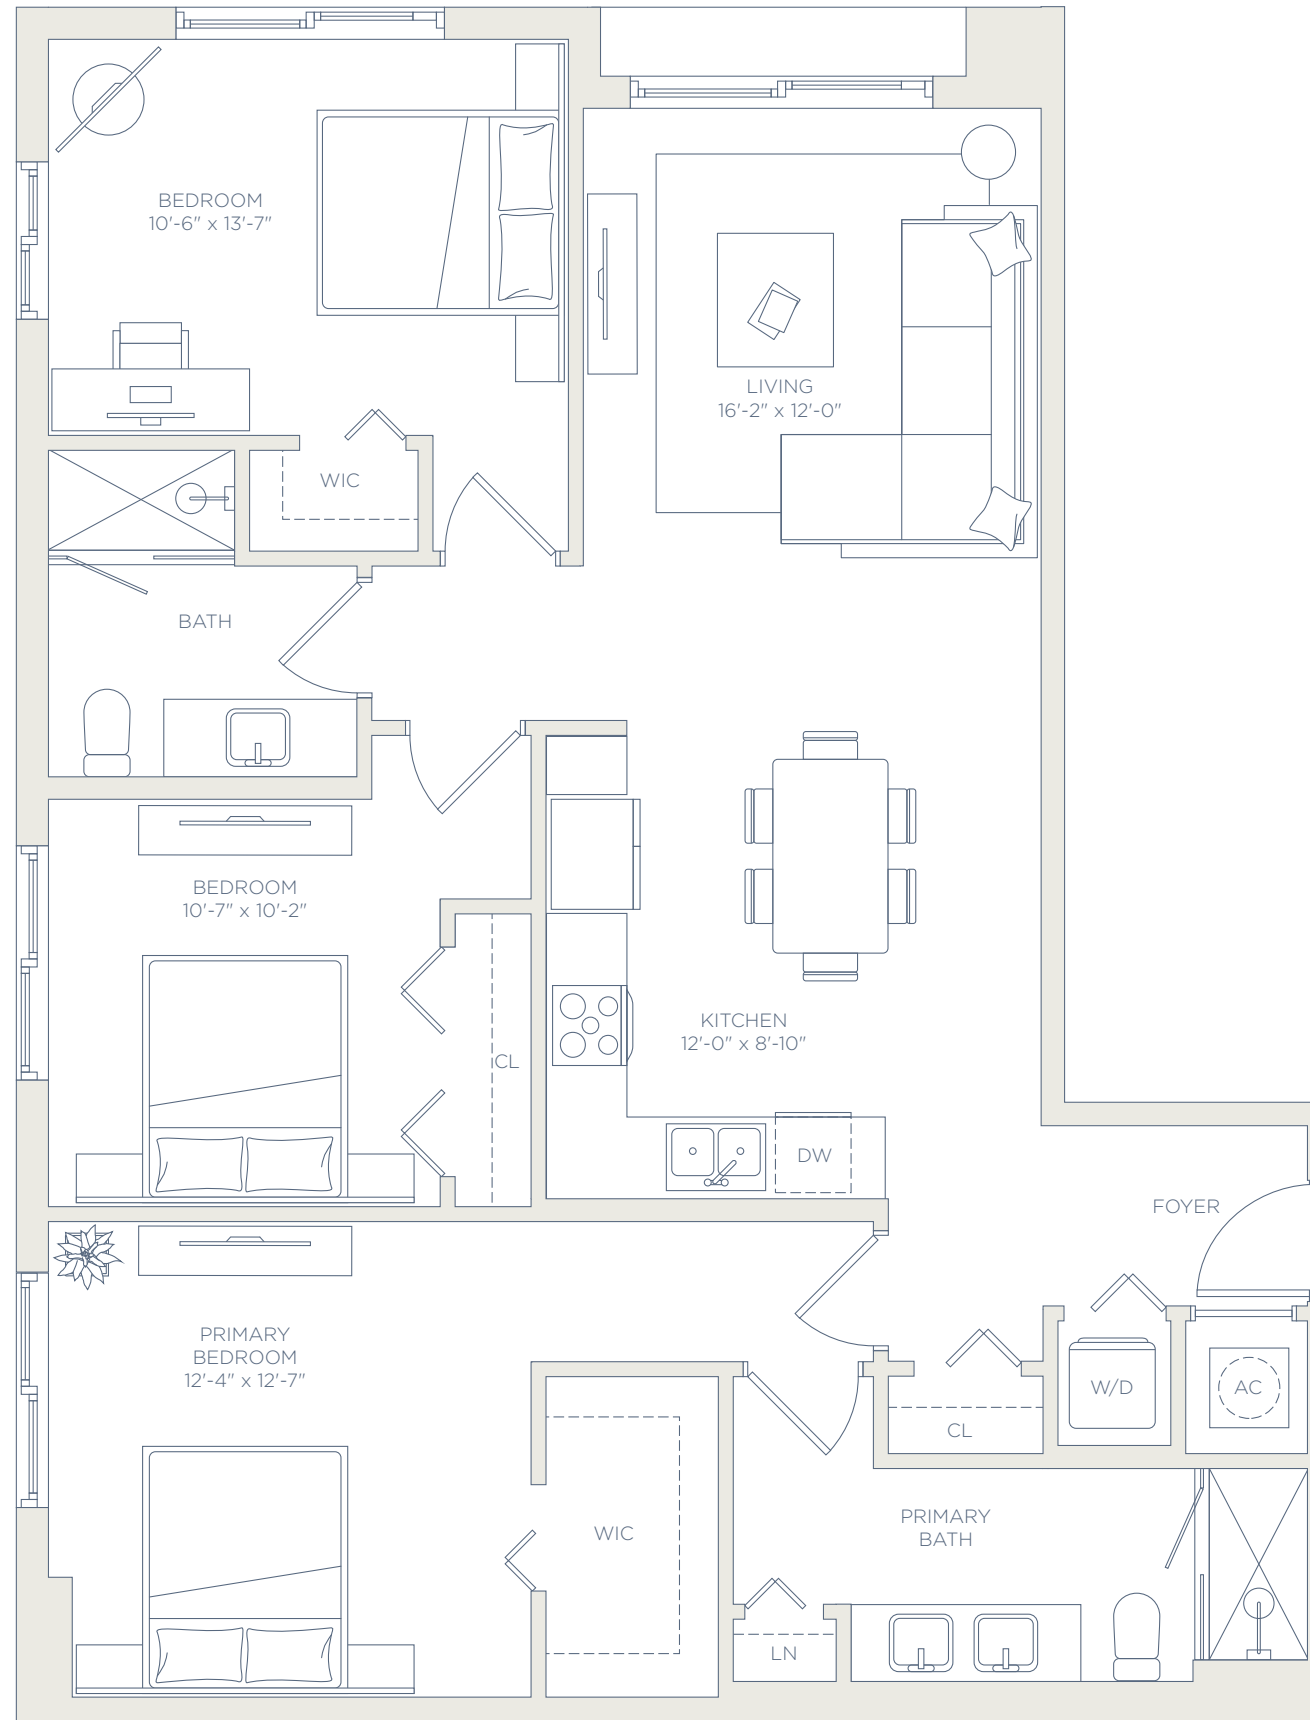 BEDROOM
10'-6" x 13'-7"
LIVING
16'-2" x 12'-0"
WIC
BATH
BEDROOM
10'-7" x 10'-2"
CL
KITCHEN
12'-0" x 8'-10"
DW
FOYER
PRIMARY
BEDROOM
12'-4" x 12'-7"
W/D
AC
CL
WIC
PRIMARY
BATH
LN